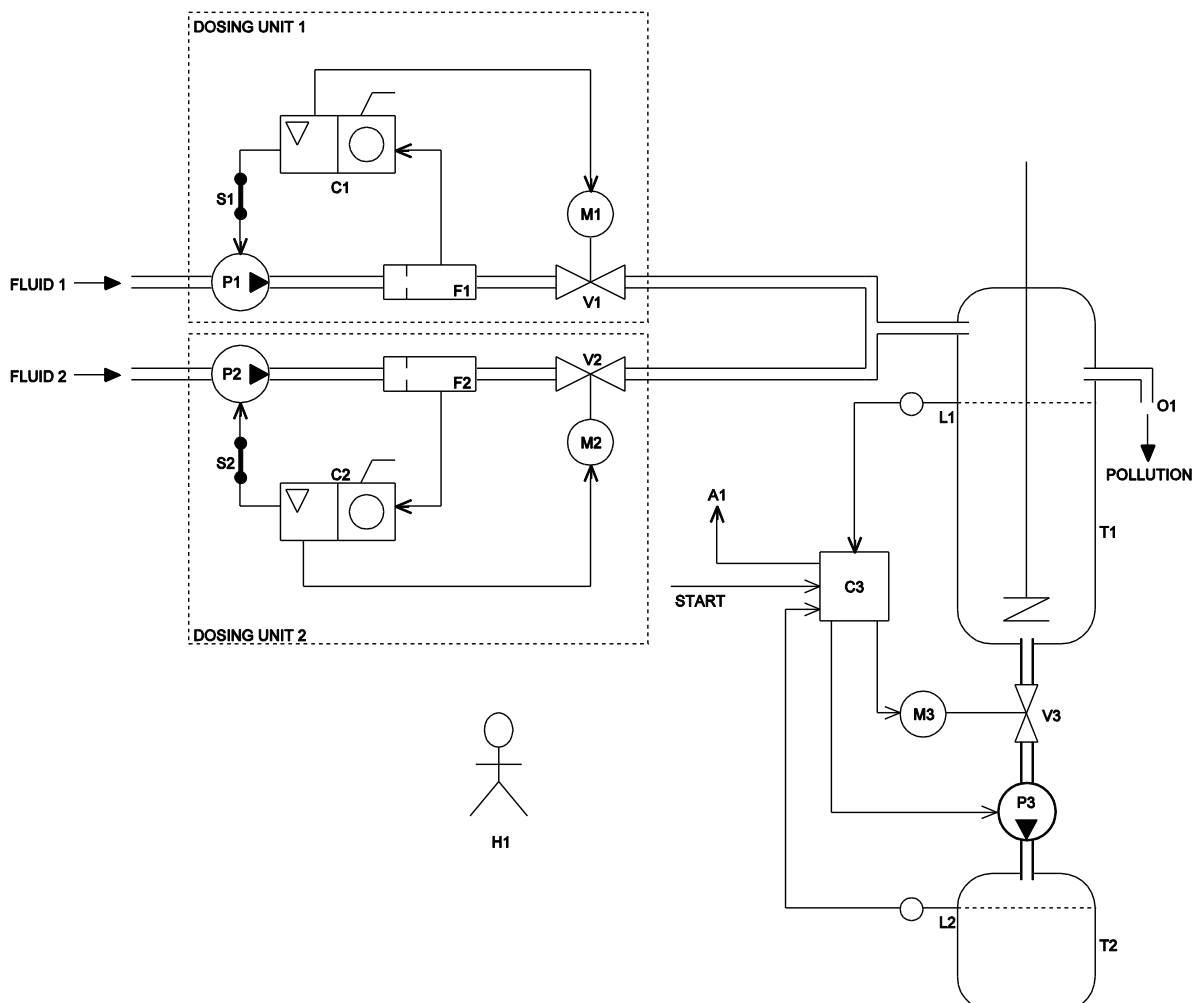 DOSING UNIT 1
C1
S1
M1
P1
F1
V1
FLUID 1
FLUID 2
P2
F2
V2
M2
S2
C2
DOSING UNIT 2
L1
O1
POLLUTION
T1
A1
C3
START
M3
V3
P3
H1
L2
T2